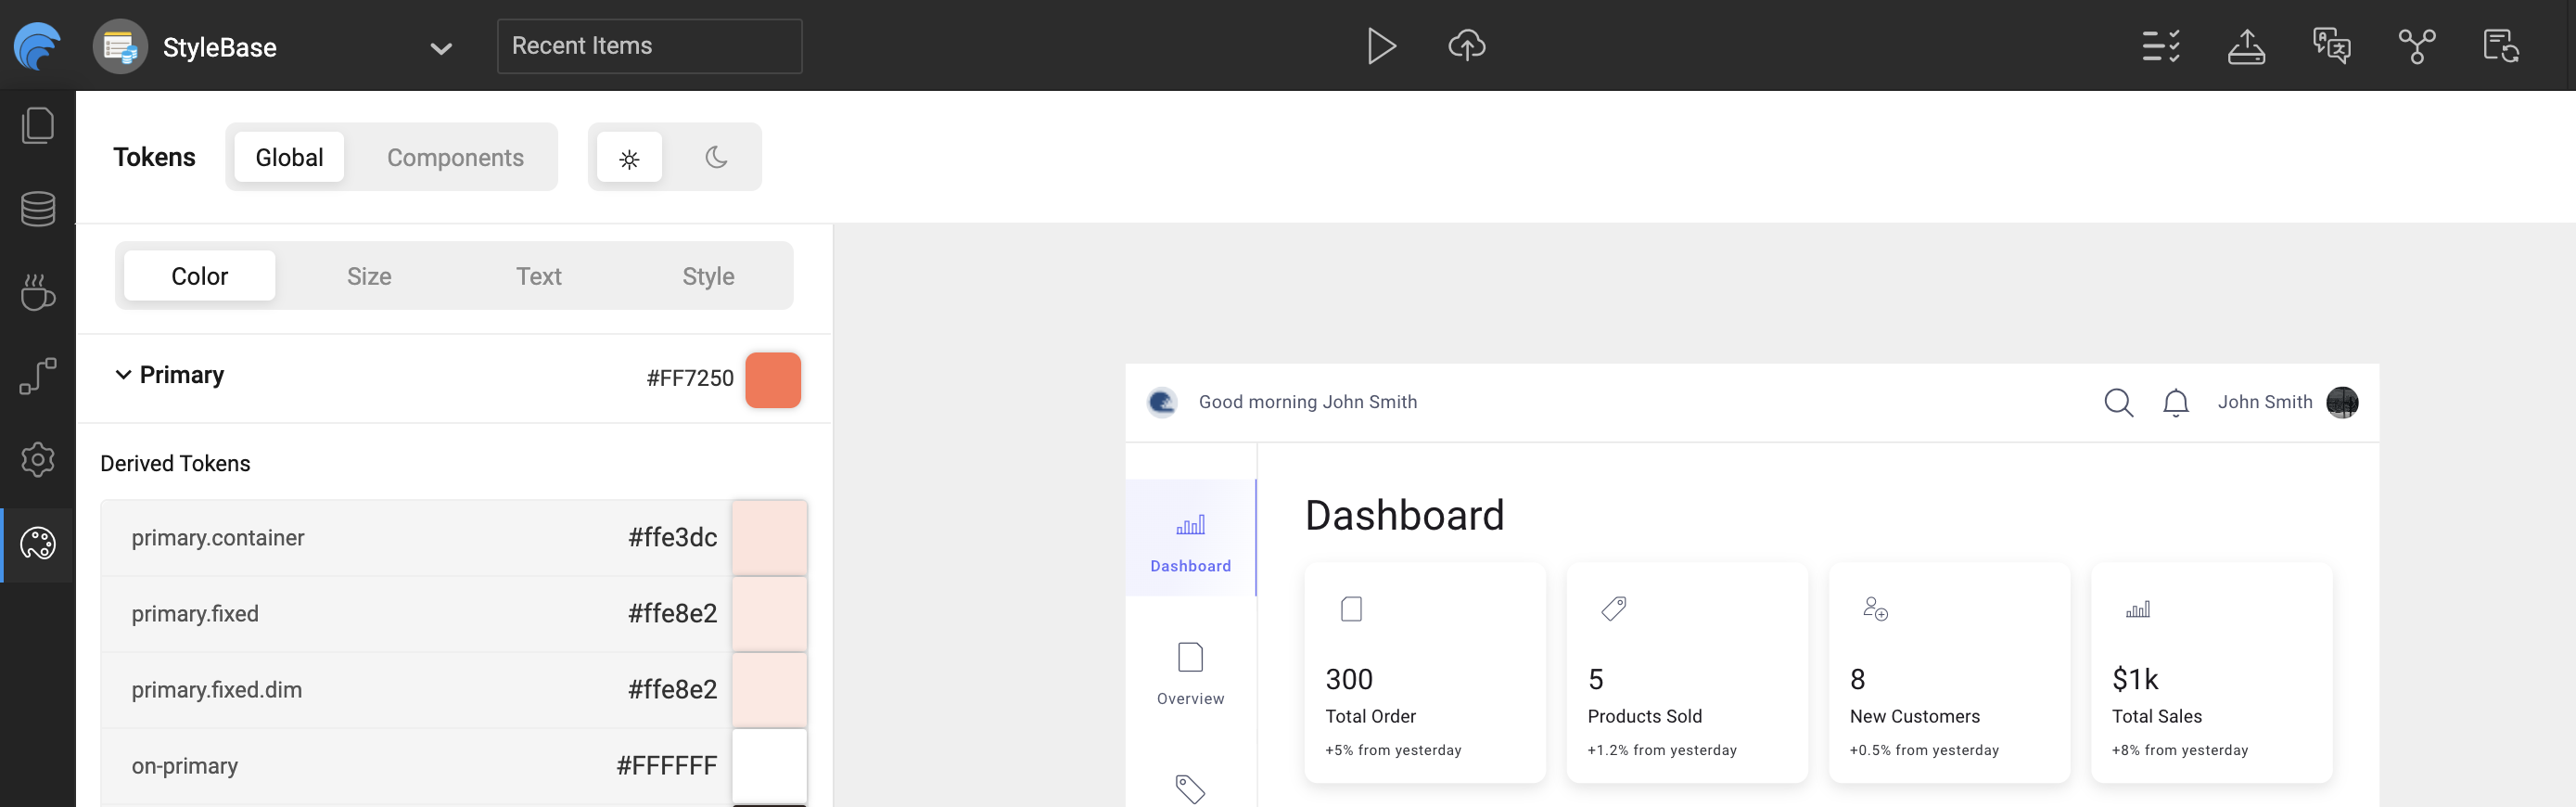 StyleBase
Recent Items
Tokens
Global
Components
Color
Size
Text
Style
Primary
#FF7250
Derived Tokens
primary.container
#ffe3dc
primary.fixed
#ffe8e2
primary.fixed.dim
#ffe8e2
on-primary
#FFFFFF
Good morning John Smith
John Smith
Dashboard
Overview
Dashboard
300
Total Order
+5% from yesterday
5
Products Sold
+1.2% from yesterday
8
New Customers
+0.5% from yesterday
$1k
Total Sales
+8% from yesterday